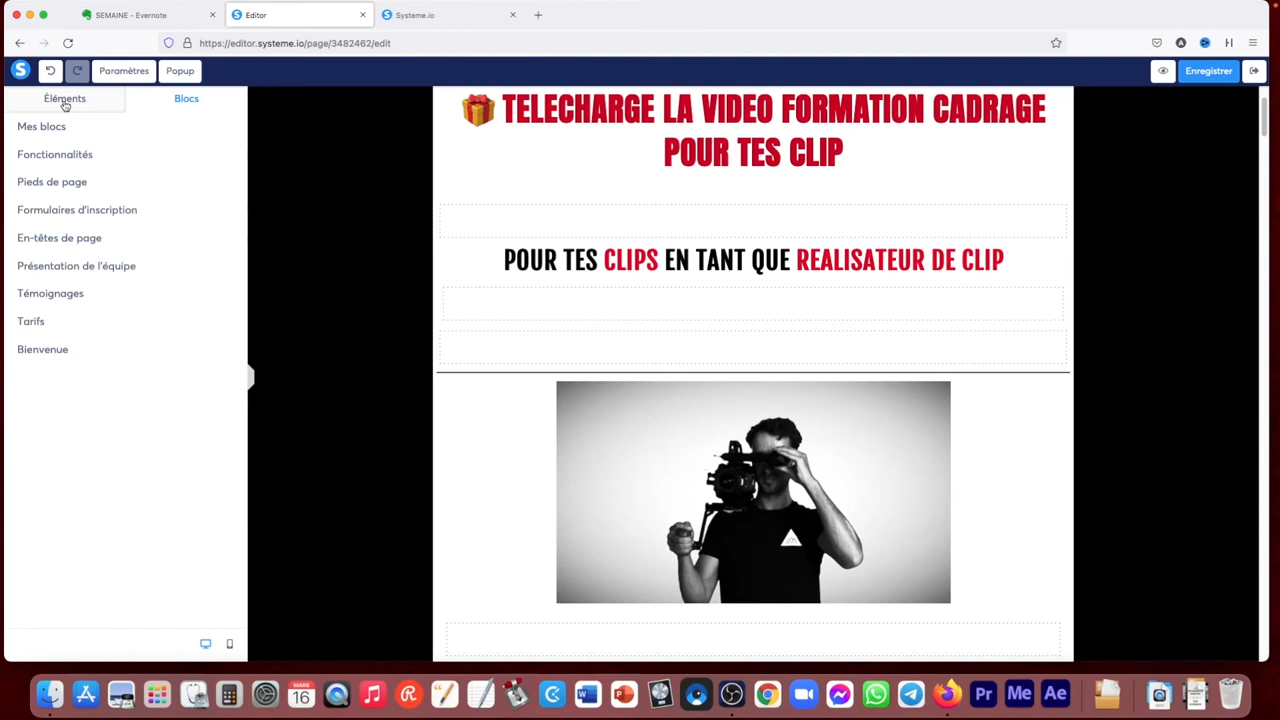 SEMAINE - Evernote
Editor
Systeme.io
https://editor.systeme.io/page/3482462/edit
S
Paramètres
Popup
Enregistrer
Éléments
Blocs
Mes blocs
Fonctionnalités
Pieds de page
Formulaires d'inscription
En-têtes de page
Présentation de l'équipe
Témoignages
Tarifs
Bienvenue
TELECHARGE LA VIDEO FORMATION CADRAGE
POUR TES CLIP
POUR TES CLIPS EN TANT QUE REALISATEUR DE CLIP
MARS
16
W
P
Pr
Me
Ae